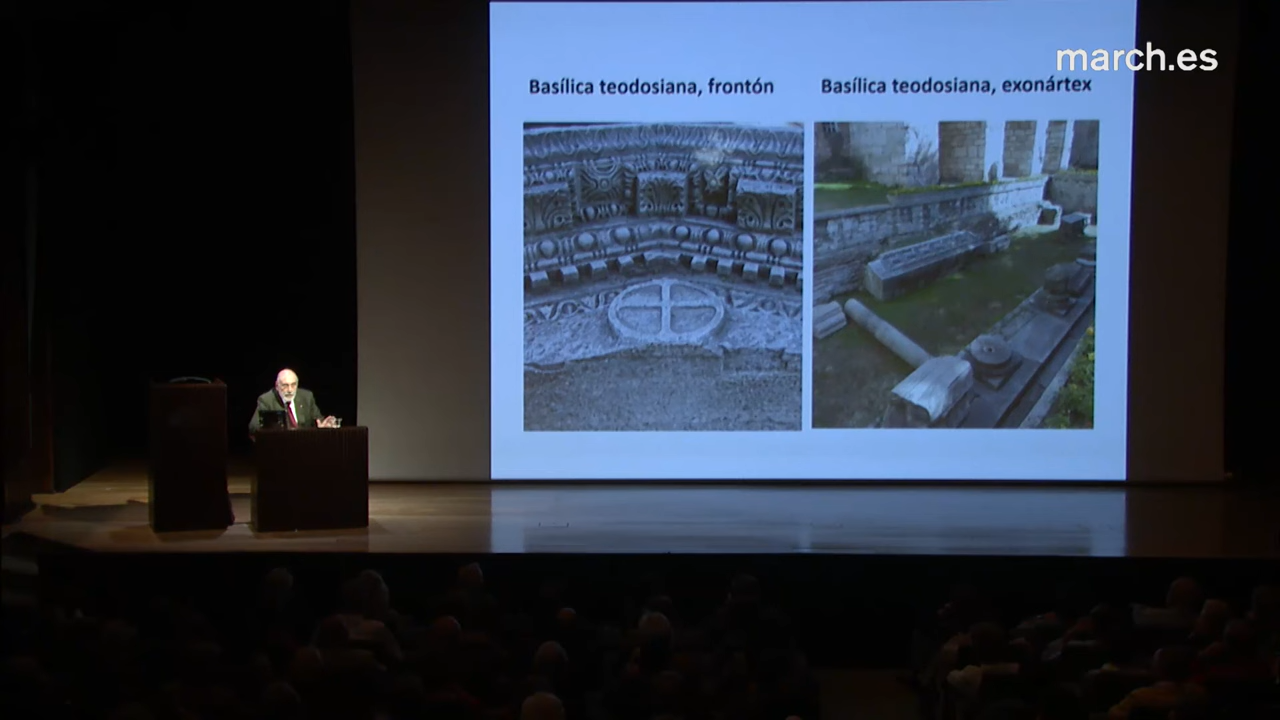 march.es
Basílica teodosiana, frontón
Basílica teodosiana, exonártex